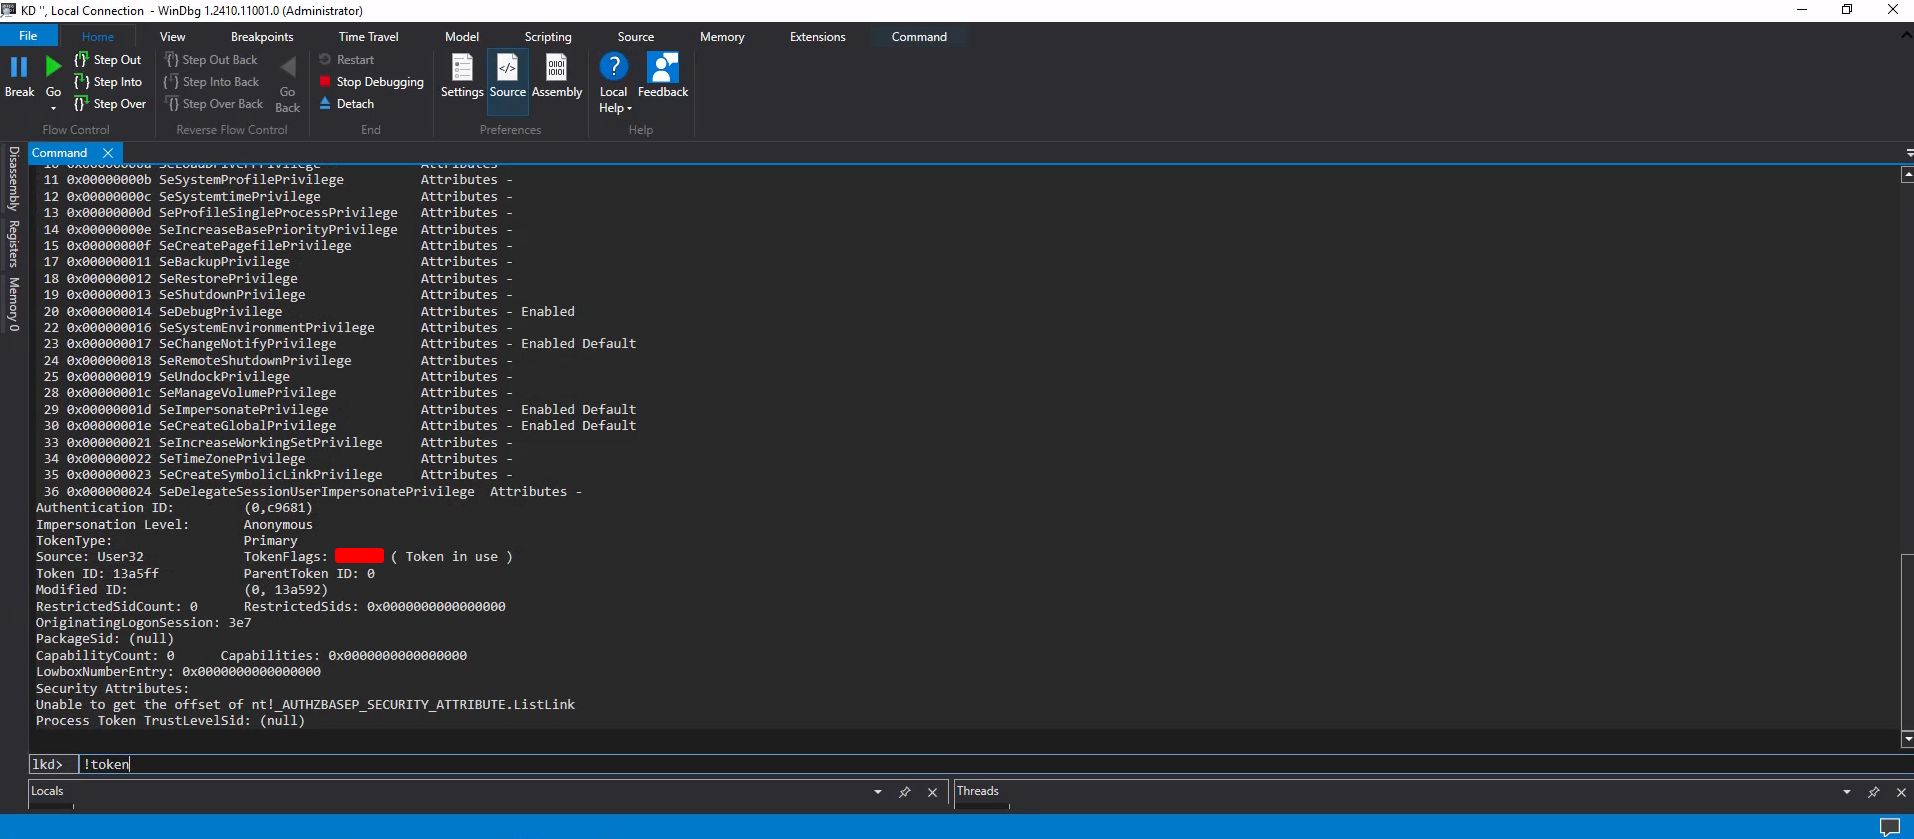 KD '', Local Connection - WinDbg 1.2410.11001.0 (Administrator)
File Home View Breakpoints Time Travel Model Scripting Source Memory Extensions Command
Break
Go
Step Out
Step Into
Step Over
Flow Control
Step Out Back
Step Into Back
Step Over Back
Go
Back
Reverse Flow Control
Restart
Stop Debugging
Detach
End
Settings
Source
Assembly
Preferences
Local
Help
Feedback
Help
Disassembly
Registers
Memory 0
Command
10 0x00000000a SeLoadDriverPrivilege Attributes -
11 0x00000000b SeSystemProfilePrivilege Attributes -
12 0x00000000c SeSystemtimePrivilege Attributes -
13 0x00000000d SeProfileSingleProcessPrivilege Attributes -
14 0x00000000e SeIncreaseBasePriorityPrivilege Attributes -
15 0x00000000f SeCreatePagefilePrivilege Attributes -
17 0x000000011 SeBackupPrivilege Attributes -
18 0x000000012 SeRestorePrivilege Attributes -
19 0x000000013 SeShutdownPrivilege Attributes -
20 0x000000014 SeDebugPrivilege Attributes - Enabled
22 0x000000016 SeSystemEnvironmentPrivilege Attributes -
23 0x000000017 SeChangeNotifyPrivilege Attributes - Enabled Default
24 0x000000018 SeRemoteShutdownPrivilege Attributes -
25 0x000000019 SeUndockPrivilege Attributes -
28 0x00000001c SeManageVolumePrivilege Attributes -
29 0x00000001d SeImpersonatePrivilege Attributes - Enabled Default
30 0x00000001e SeCreateGlobalPrivilege Attributes - Enabled Default
33 0x000000021 SeIncreaseWorkingSetPrivilege Attributes -
34 0x000000022 SeTimeZonePrivilege Attributes -
35 0x000000023 SeCreateSymbolicLinkPrivilege Attributes -
36 0x000000024 SeDelegateSessionUserImpersonatePrivilege Attributes -
Authentication ID: (0,c9681)
Impersonation Level: Anonymous
TokenType: Primary
Source: User32 TokenFlags: ( Token in use )
Token ID: 13a5ff ParentToken ID: 0
Modified ID: (0, 13a592)
RestrictedSidCount: 0 RestrictedSids: 0x0000000000000000
OriginatingLogonSession: 3e7
PackageSid: (null)
CapabilityCount: 0 Capabilities: 0x0000000000000000
LowboxNumberEntry: 0x0000000000000000
Security Attributes:
Unable to get the offset of nt!_AUTHZBASEP_SECURITY_ATTRIBUTE.ListLink
Process Token TrustLevelSid: (null)
lkd> !token
Locals
Threads